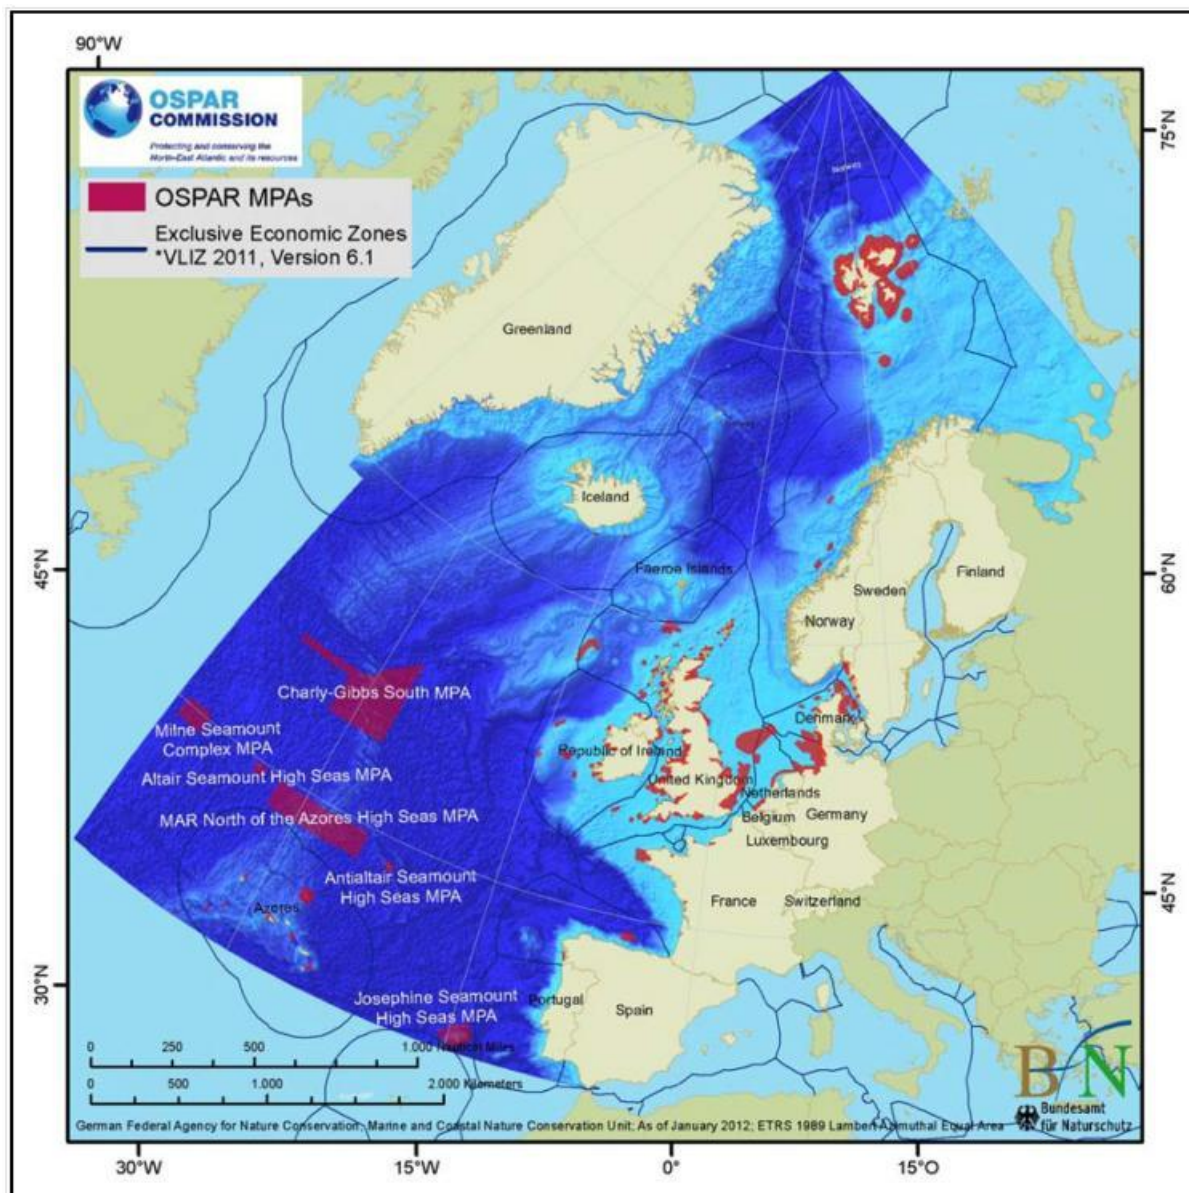 90°W
OSPAR
COMMISSION
Protecting and conserving the
North-East Atlantic and its resources
OSPAR MPAs
Exclusive Economic Zones
*VLIZ 2011, Version 6.1
75°N
Norway
Greenland
Iceland
45°N
Faeroe Islands
60°N
Finland
Sweden
Norway
Charly-Gibbs South MPA
Milne Seamount
Complex MPA
Denmark
Republic of Ireland
Altair Seamount High Seas MPA
United Kingdom
Netherlands
MAR North of the Azores High Seas MPA
Belgium
Germany
Luxembourg
Antialtair Seamount
High Seas MPA
Azores
France
Switzerland
45°N
30°N
Josephine Seamount
High Seas MPA
Portugal
Spain
0 250 500 1.000 Nautical Miles
0 500 1.000 2.000 Kilometers
B N
Bundesamt
für Naturschutz
German Federal Agency for Nature Conservation; Marine and Coastal Nature Conservation Unit; As of January 2012; ETRS 1989 Lambert Azimuthal Equal Area
30°W
15°W
0°
15°O